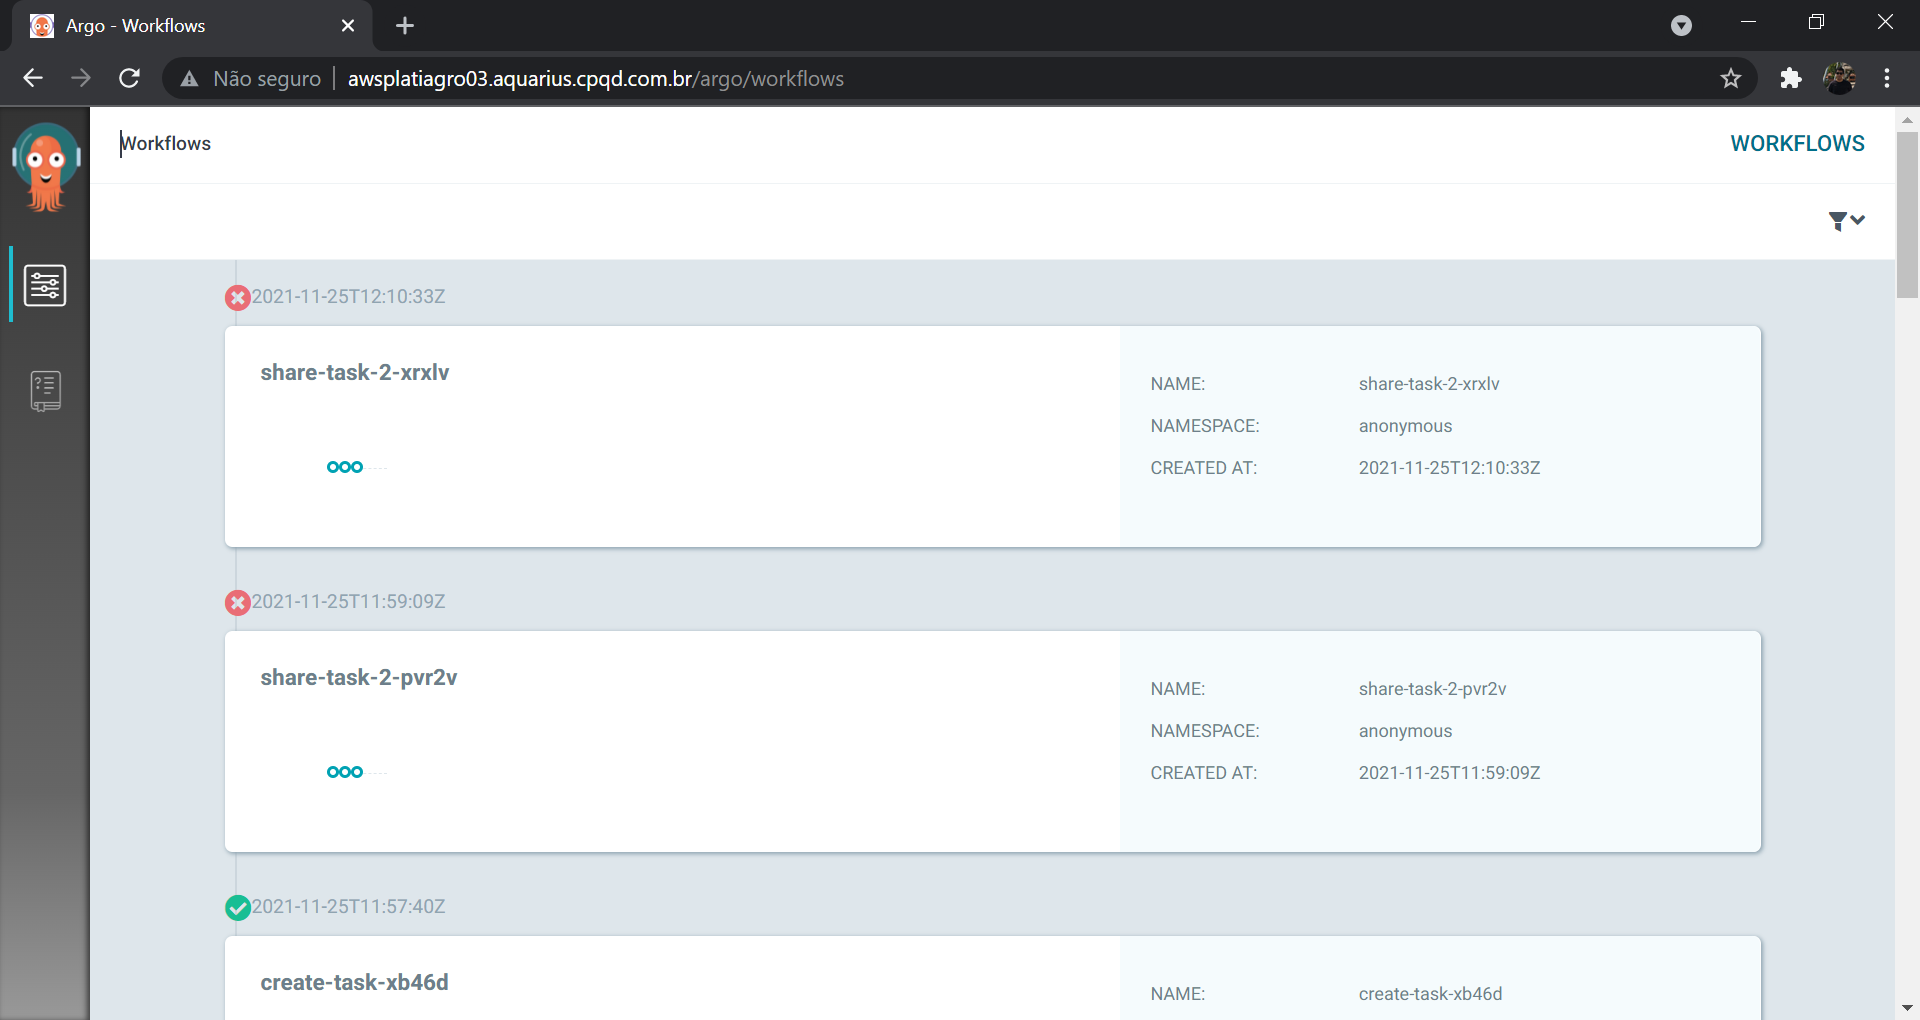 Argo - Workflows
Não seguro awsplatiagro03.aquarius.cpqd.com.br/argo/workflows
Workflows WORKFLOWS
2021-11-25T12:10:33Z
share-task-2-xrxlv
NAME: share-task-2-xrxlv
NAMESPACE: anonymous
CREATED AT: 2021-11-25T12:10:33Z
2021-11-25T11:59:09Z
share-task-2-pvr2v
NAME: share-task-2-pvr2v
NAMESPACE: anonymous
CREATED AT: 2021-11-25T11:59:09Z
2021-11-25T11:57:40Z
create-task-xb46d
NAME: create-task-xb46d